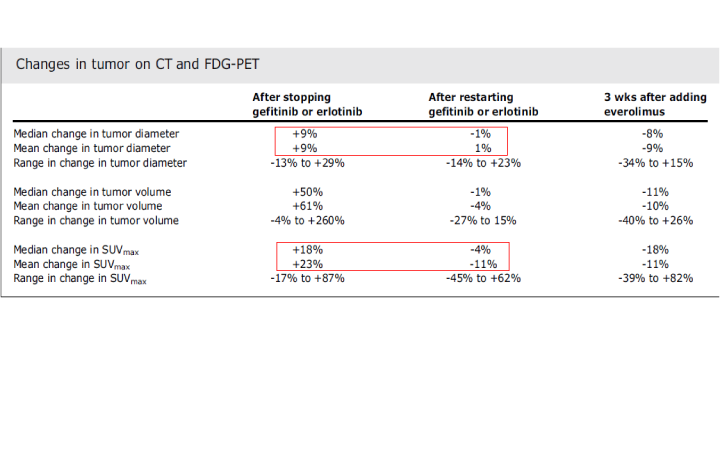 Changes in tumor on CT and FDG-PET
After stopping gefitinib or erlotinib After restarting gefitinib or erlotinib 3 wks after adding everolimus
Median change in tumor diameter +9% -1% -8%
Mean change in tumor diameter +9% 1% -9%
Range in change in tumor diameter -13% to +29% -14% to +23% -34% to +15%
Median change in tumor volume +50% -1% -11%
Mean change in tumor volume +61% -4% -10%
Range in change in tumor volume -4% to +260% -27% to 15% -40% to +26%
Median change in SUVmax +18% -4% -18%
Mean change in SUVmax +23% -11% -11%
Range in change in SUVmax -17% to +87% -45% to +62% -39% to +82%